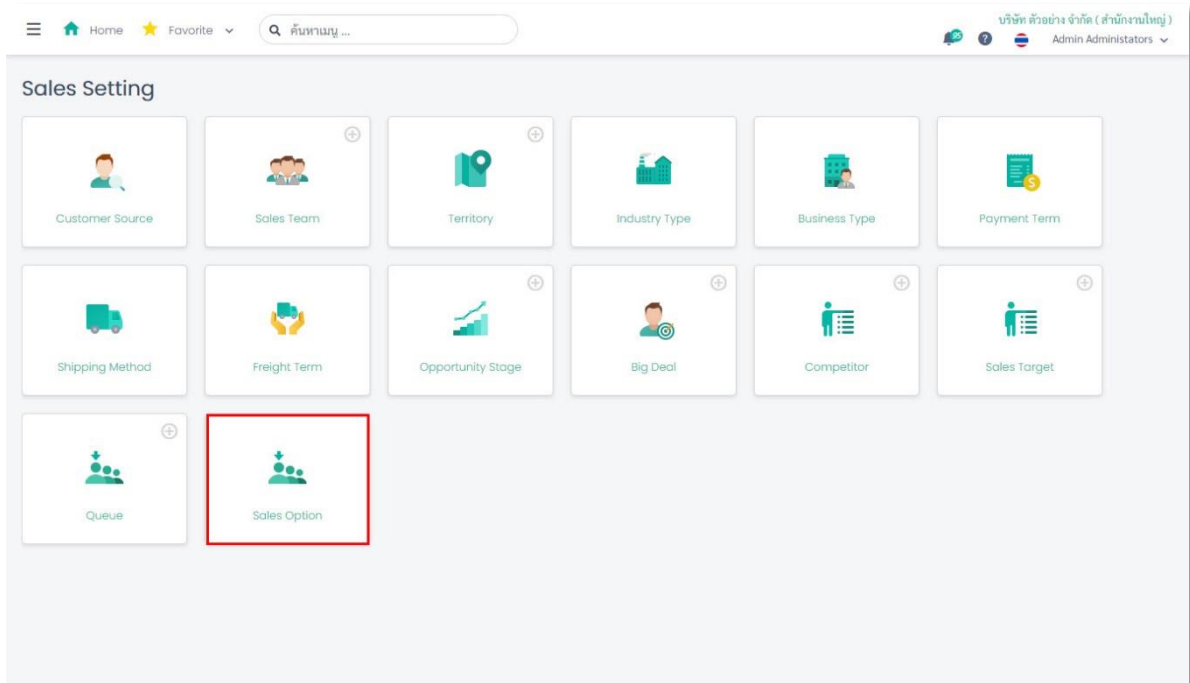 บริษัท ตัวอย่าง จำกัด ( สำนักงานใหญ่ )
Home Favorite ค้นหาเมนู ...
Admin Administators
Sales Setting
Customer Source Sales Team Territory Industry Type Business Type Payment Term
Shipping Method Freight Term Opportunity Stage Big Deal Competitor Sales Target
Queue Sales Option